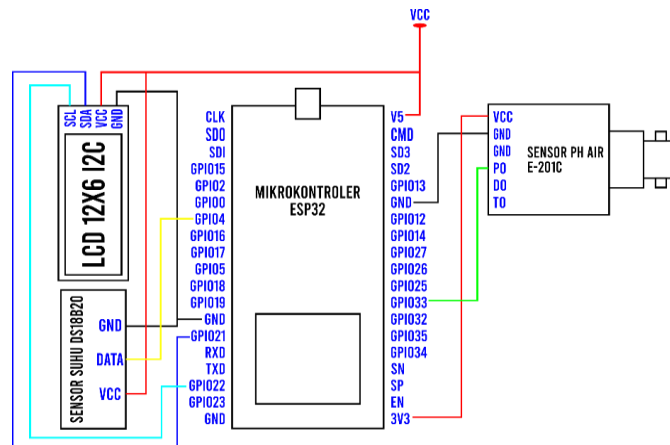 VCC
SCL
SDA
VCC
GND
LCD 12X6 I2C
SENSOR SUHU DS18B20
GND
DATA
VCC
CLK
SDO
SDI
GPIO15
GPIO2
GPIO0
GPIO4
GPIO16
GPIO17
GPIO5
GPIO18
GPIO19
GND
GPIO21
RXD
TXD
GPIO22
GPIO23
GND
MIKROKONTROLER
ESP32
V5
CMD
SD3
SD2
GPIO13
GND
GPIO12
GPIO14
GPIO27
GPIO26
GPIO25
GPIO33
GPIO32
GPIO35
GPIO34
SN
SP
EN
3V3
VCC
GND
GND
PO
DO
TO
SENSOR PH AIR
E-201C